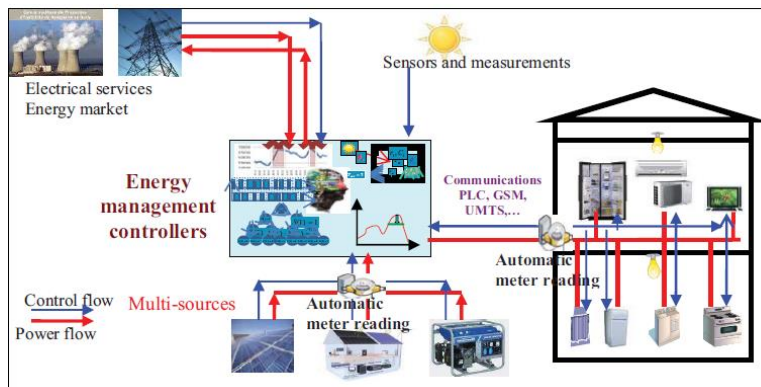 Electrical services
Energy market
Sensors and measurements
Energy
management
controllers
Communications
PLC, GSM,
UMTS,...
Automatic
meter reading
Control flow
Power flow
Multi-sources
Automatic
meter reading